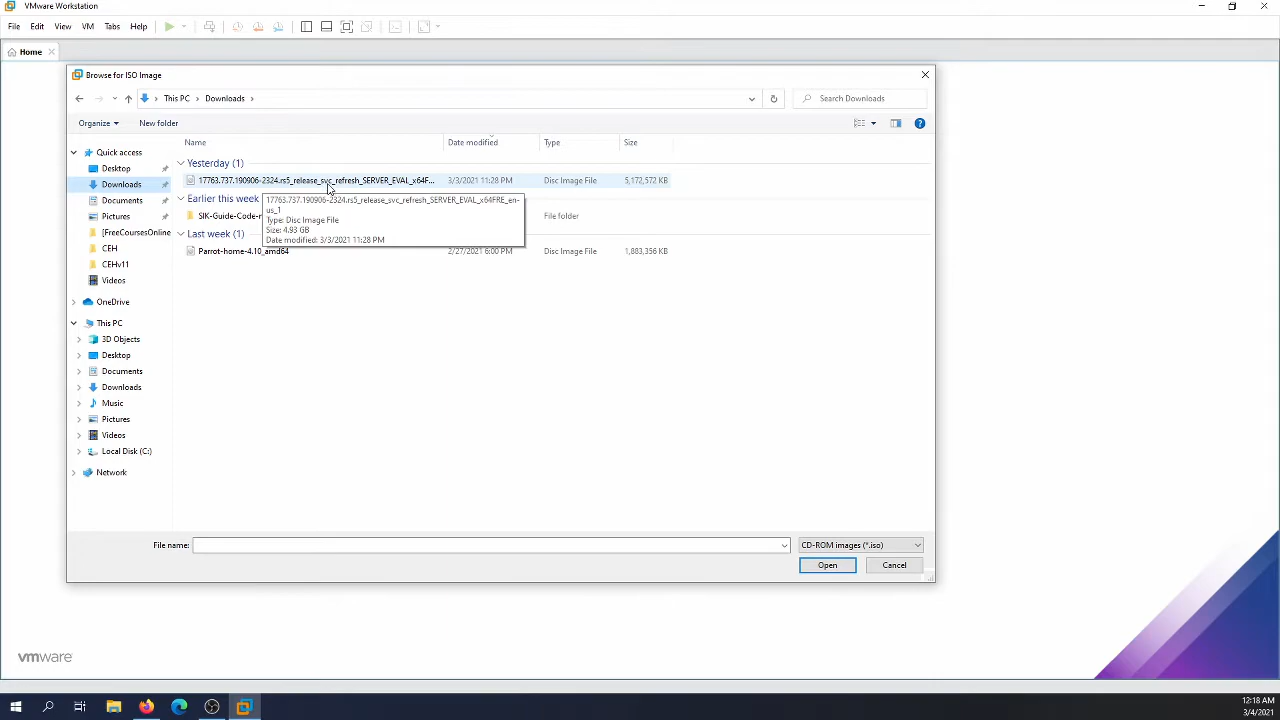 VMware Workstation
File Edit View VM Tabs Help
Home
Browse for ISO Image
This PC > Downloads >
Search Downloads
Organize
New folder
Name
Date modified
Type
Size
Quick access
Desktop
Downloads
Documents
Pictures
[FreeCoursesOnline
CEH
CEHv11
Videos
OneDrive
This PC
3D Objects
Desktop
Documents
Downloads
Music
Pictures
Videos
Local Disk (C:)
Network
Yesterday (1)
17763.737.190906-2324.rs5_release_svc_refresh_SERVER_EVAL_x64F... 3/3/2021 11:28 PM Disc Image File 5,172,572 KB
Earlier this week
SIK-Guide-Code- File folder
17763.737.190906-2324.rs5_release_svc_refresh_SERVER_EVAL_x64FRE_en-
us_1
Type: Disc Image File
Size: 4.93 GB
Date modified: 3/3/2021 11:28 PM
Last week (1)
Parrot-home-4.10_amd64 2/27/2021 6:00 PM Disc Image File 1,883,356 KB
File name:
CD-ROM images (*.iso)
Open
Cancel
vmware
12:18 AM
3/4/2021